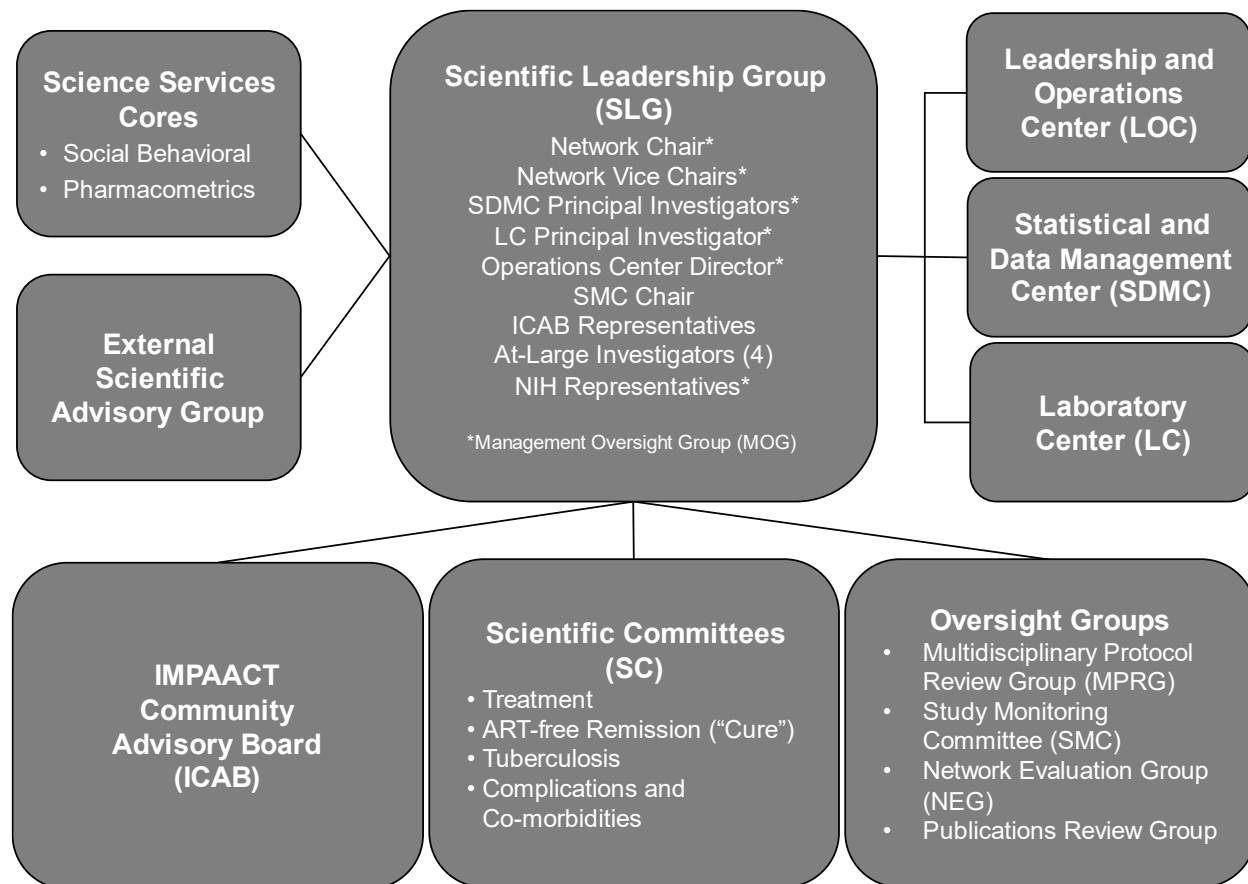 Science Services
Cores
• Social Behavioral
• Pharmacometrics
External
Scientific
Advisory Group
Scientific Leadership Group
(SLG)
Network Chair*
Network Vice Chairs*
SDMC Principal Investigators*
LC Principal Investigator*
Operations Center Director*
SMC Chair
ICAB Representatives
At-Large Investigators (4)
NIH Representatives*
*Management Oversight Group (MOG)
Leadership and
Operations
Center (LOC)
Statistical and
Data Management
Center (SDMC)
Laboratory
Center (LC)
IMPAACT
Community
Advisory Board
(ICAB)
Scientific Committees
(SC)
• Treatment
• ART-free Remission (“Cure”)
• Tuberculosis
• Complications and
Co-morbidities
Oversight Groups
• Multidisciplinary Protocol
Review Group (MPRG)
• Study Monitoring
Committee (SMC)
• Network Evaluation Group
(NEG)
• Publications Review Group